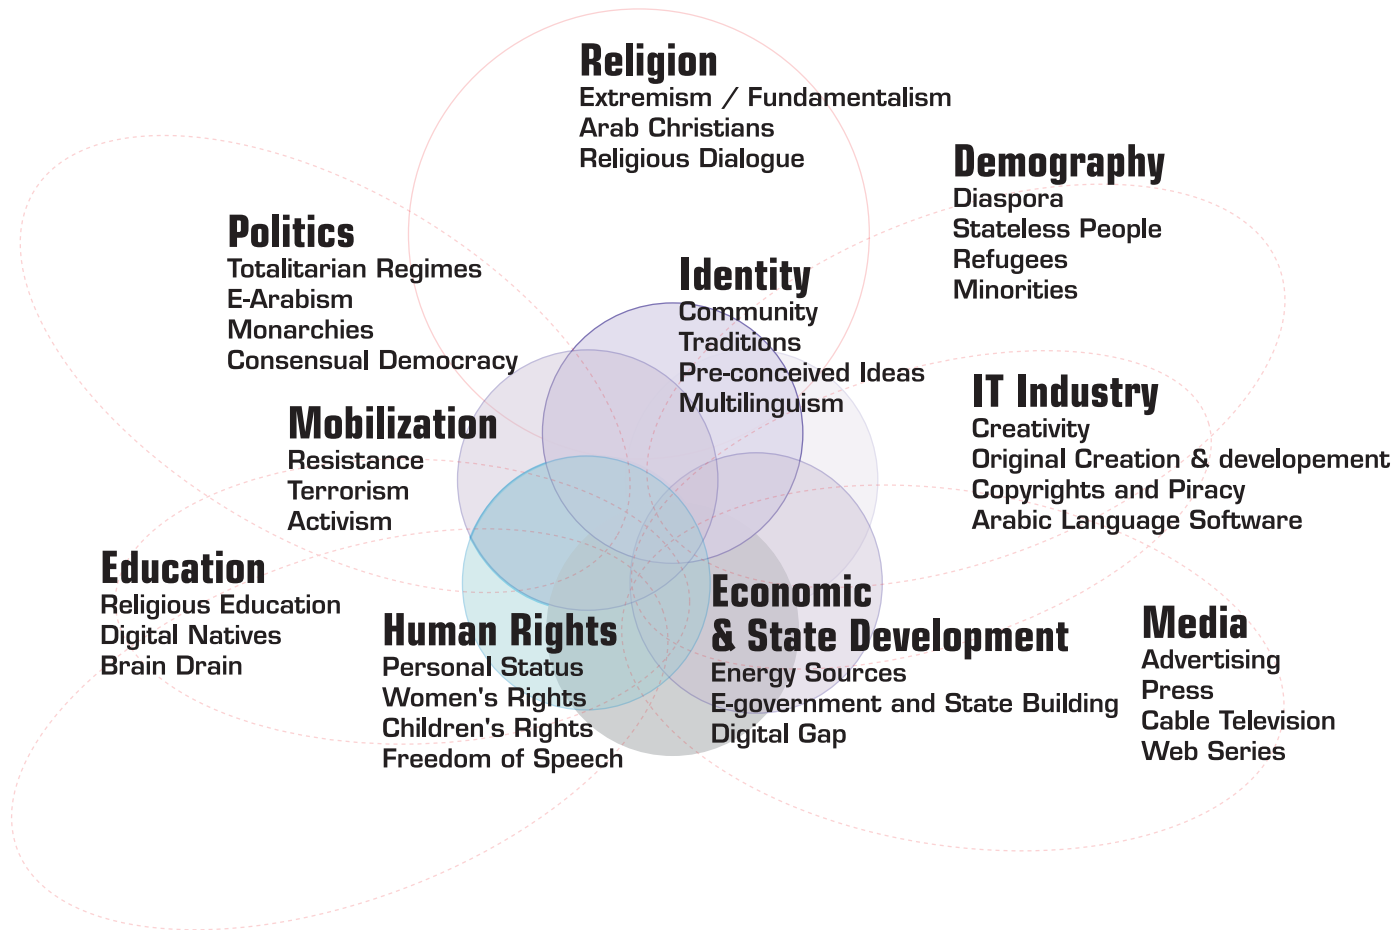 Religion
Extremism / Fundamentalism
Arab Christians
Religious Dialogue
Demography
Diaspora
Stateless People
Refugees
Minorities
Politics
Totalitarian Regimes
E-Arabism
Monarchies
Consensual Democracy
Identity
Community
Traditions
Pre-conceived Ideas
Multilinguism
IT Industry
Creativity
Original Creation & developement
Copyrights and Piracy
Arabic Language Software
Mobilization
Resistance
Terrorism
Activism
Education
Religious Education
Digital Natives
Brain Drain
Human Rights
Personal Status
Women's Rights
Children's Rights
Freedom of Speech
Economic
& State Development
Energy Sources
E-government and State Building
Digital Gap
Media
Advertising
Press
Cable Television
Web Series